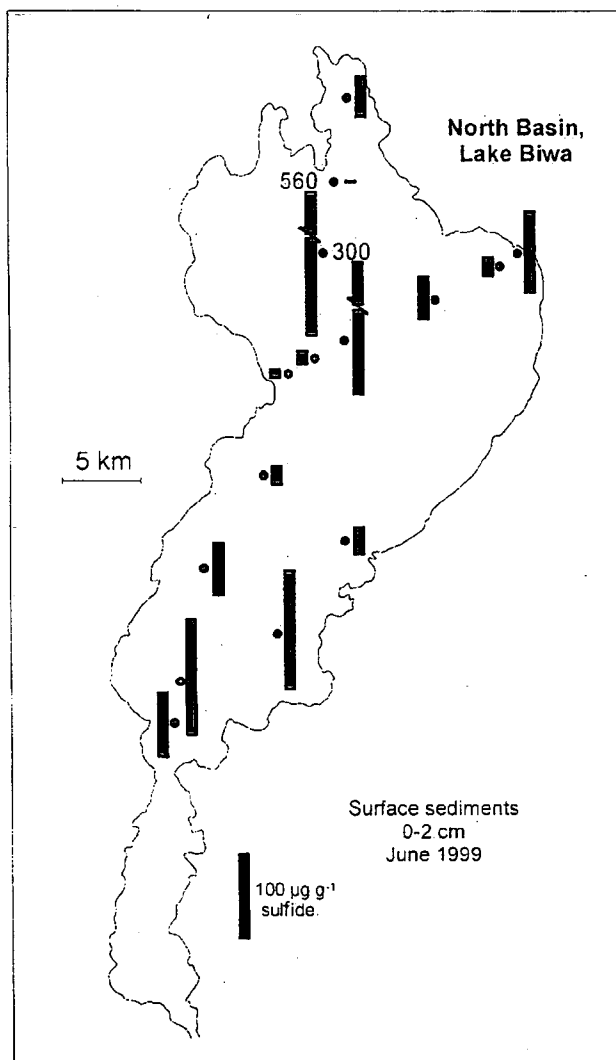 North Basin,
Lake Biwa
560
300
5 km
Surface sediments
0-2 cm
June 1999
100 µg g⁻¹
sulfide.